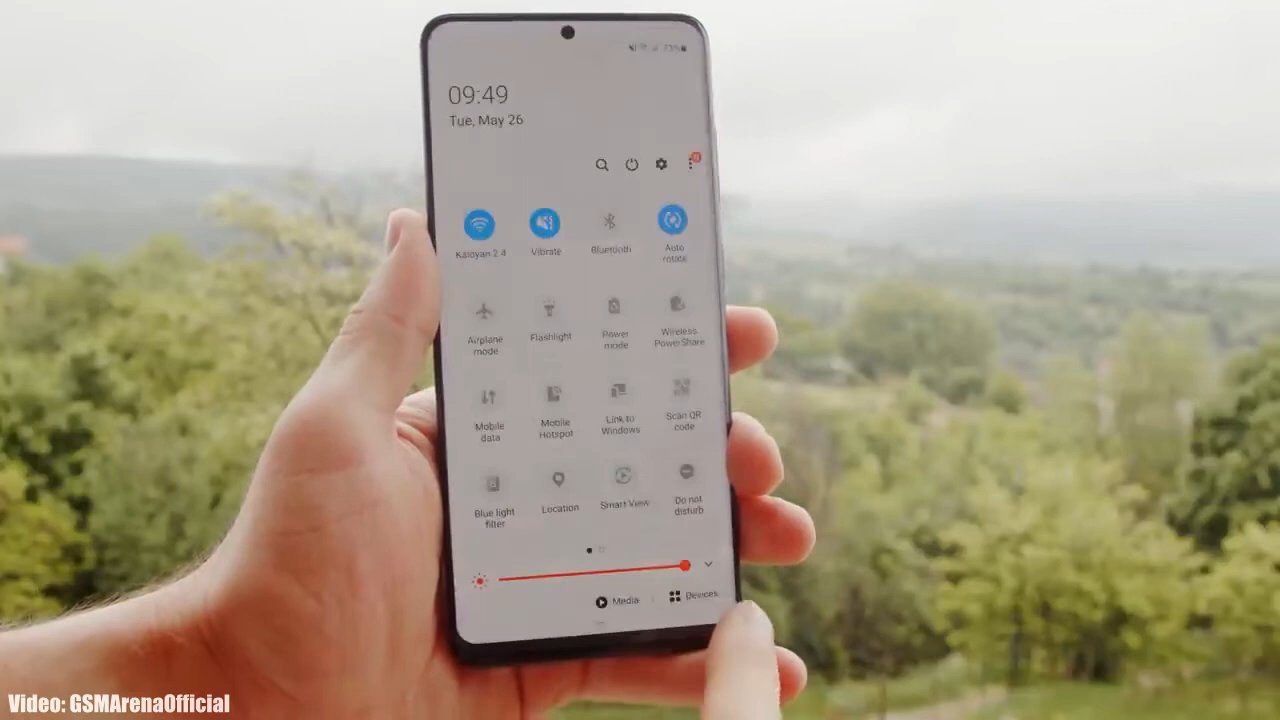 73%
09:49
Tue, May 26
N
Kaloyan 2.4
Vibrate
Bluetooth
Auto
rotate
Airplane
mode
Flashlight
Power
mode
Wireless
PowerShare
Mobile
data
Mobile
Hotspot
Link to
Windows
Scan QR
code
Blue light
filter
Location
Smart View
Do not
disturb
Media
Devices
Video: GSMArenaOfficial